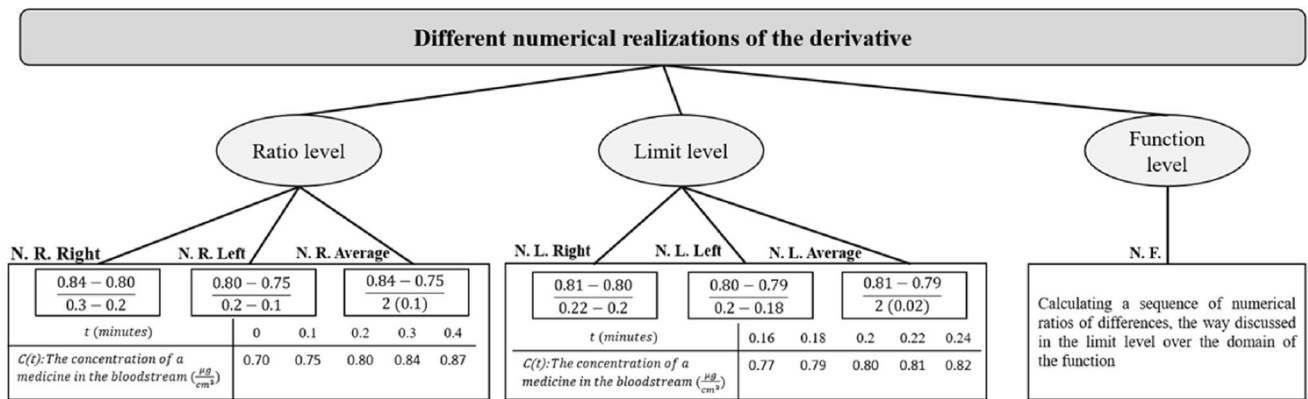 Different numerical realizations of the derivative
Ratio level
Limit level
Function
level
N. R. Right
N. R. Left
N. R. Average
0.84 − 0.80
0.3 − 0.2
0.80 − 0.75
0.2 − 0.1
0.84 − 0.75
2 (0.1)
t (minutes) 0 0.1 0.2 0.3 0.4
C(t): The concentration of a
medicine in the bloodstream (μg/cm³) 0.70 0.75 0.80 0.84 0.87
N. L. Right
N. L. Left
N. L. Average
0.81 − 0.80
0.22 − 0.2
0.80 − 0.79
0.2 − 0.18
0.81 − 0.79
2 (0.02)
t (minutes) 0.16 0.18 0.2 0.22 0.24
C(t): The concentration of a
medicine in the bloodstream (μg/cm³) 0.77 0.79 0.80 0.81 0.82
N. F.
Calculating a sequence of numerical
ratios of differences, the way discussed
in the limit level over the domain of
the function